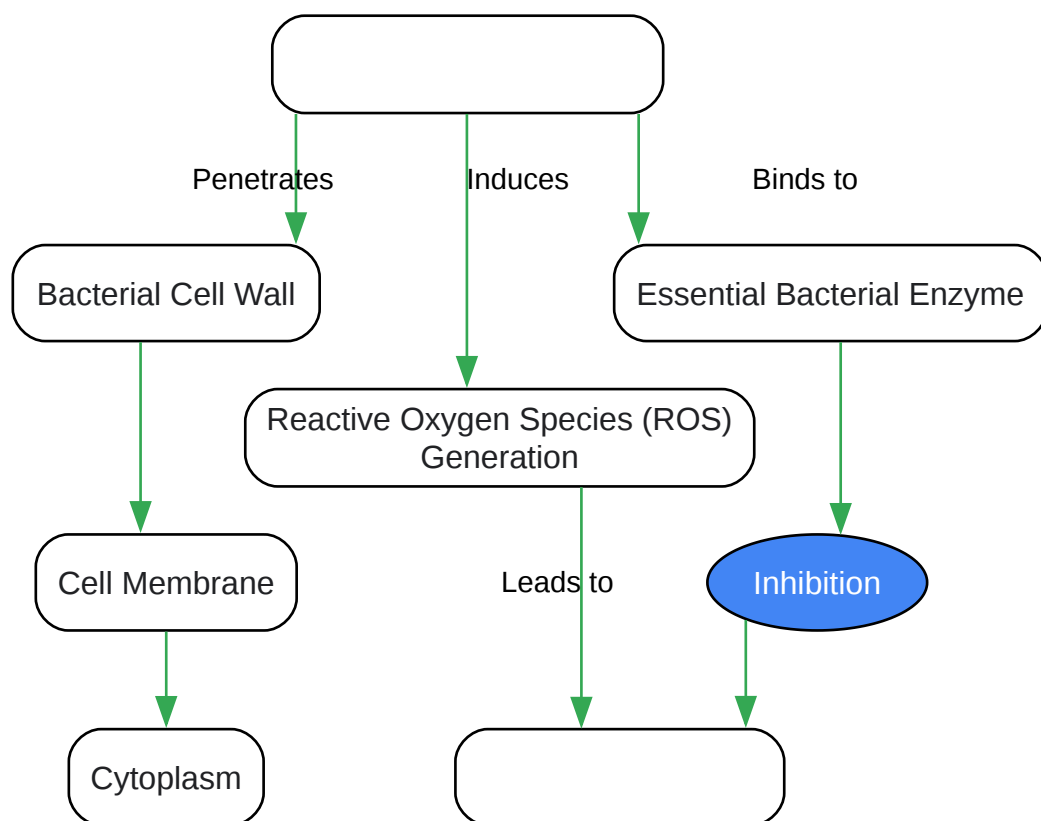 Penetrates
Induces
Binds to
Bacterial Cell Wall
Essential Bacterial Enzyme
Reactive Oxygen Species (ROS)
Generation
Cell Membrane
Leads to
Inhibition
Cytoplasm